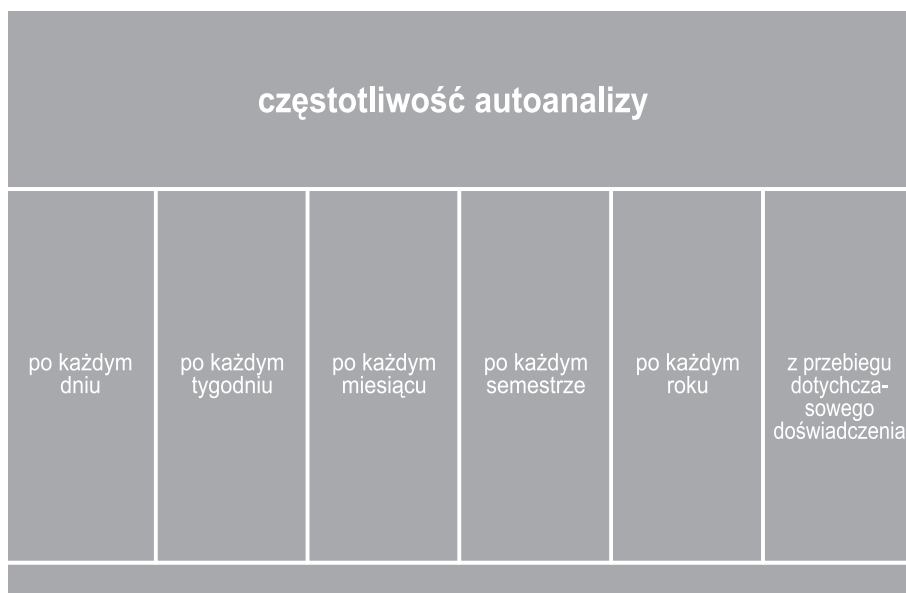 częstotliwość autoanalizy
po każdym
dniu
po każdym
tygodniu
po każdym
miesiącu
po każdym
semestrze
po każdym
roku
z przebiegu
dotychcza-
sowego
doświadczenia